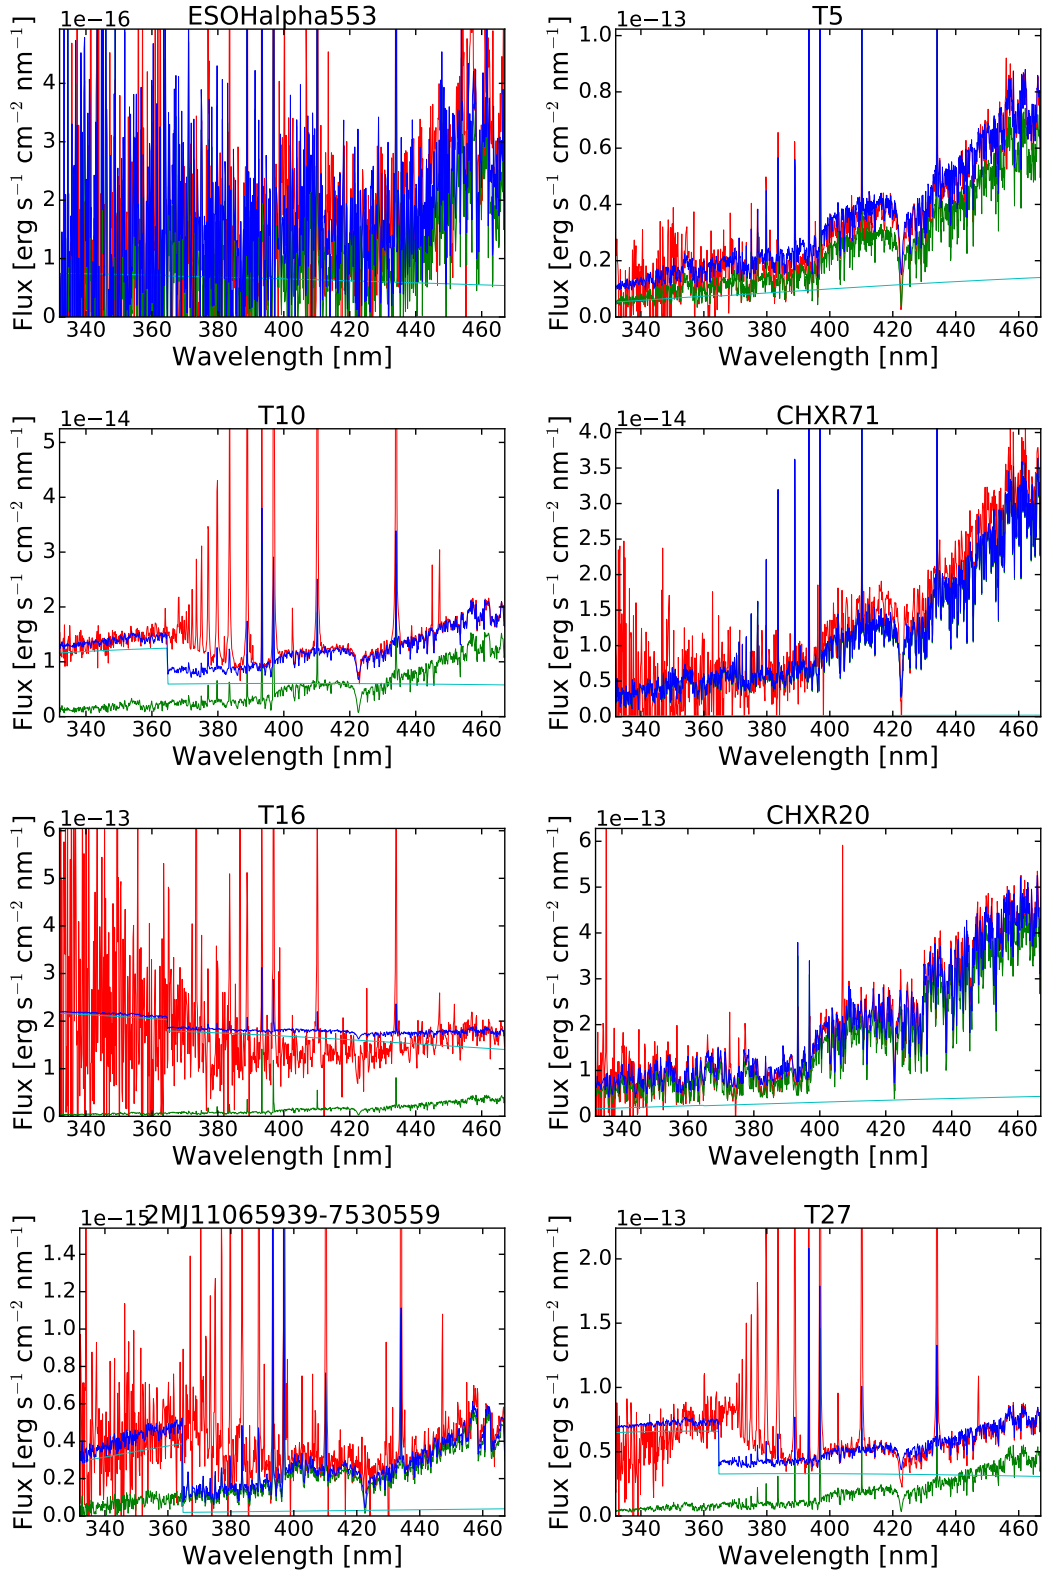 ESOHalpha553
1e−16
Flux [erg s⁻¹ cm⁻² nm⁻¹]
4
3
2
1
0
340 360 380 400 420 440 460
Wavelength [nm]
T5
1e−13
Flux [erg s⁻¹ cm⁻² nm⁻¹]
1.0
0.8
0.6
0.4
0.2
0.0
340 360 380 400 420 440 460
Wavelength [nm]
T10
1e−14
Flux [erg s⁻¹ cm⁻² nm⁻¹]
5
4
3
2
1
0
340 360 380 400 420 440 460
Wavelength [nm]
CHXR71
1e−14
Flux [erg s⁻¹ cm⁻² nm⁻¹]
4.0
3.5
3.0
2.5
2.0
1.5
1.0
0.5
0.0
340 360 380 400 420 440 460
Wavelength [nm]
T16
1e−13
Flux [erg s⁻¹ cm⁻² nm⁻¹]
6
5
4
3
2
1
0
340 360 380 400 420 440 460
Wavelength [nm]
CHXR20
1e−13
Flux [erg s⁻¹ cm⁻² nm⁻¹]
6
5
4
3
2
1
0
340 360 380 400 420 440 460
Wavelength [nm]
2MJ11065939-7530559
1e−15
Flux [erg s⁻¹ cm⁻² nm⁻¹]
1.4
1.2
1.0
0.8
0.6
0.4
0.2
0.0
340 360 380 400 420 440 460
Wavelength [nm]
T27
1e−13
Flux [erg s⁻¹ cm⁻² nm⁻¹]
2.0
1.5
1.0
0.5
0.0
340 360 380 400 420 440 460
Wavelength [nm]